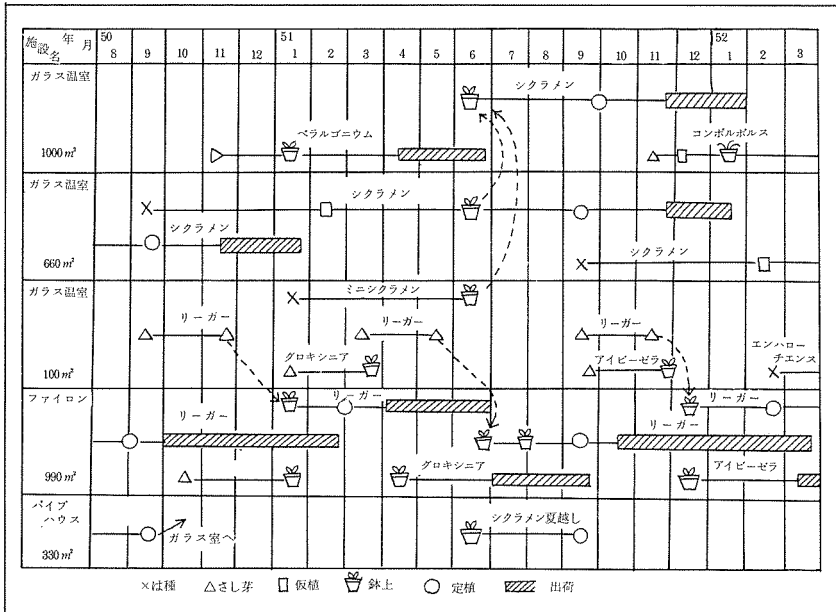 施設名 年 月
50 51 52
8 9 10 11 12 1 2 3 4 5 6 7 8 9 10 11 12 1 2 3
ガラス温室
シクラメン
ペラルゴニウム
コンボルボルス
1000m²
ガラス温室
シクラメン
シクラメン
660m²
シクラメン
ガラス温室
ミニシクラメン
リーガー
リーガー
リーガー
エンハローチエンス
100m²
グロキシニア
アイビーゼラ
ファイロン
リーガー
リーガー
リーガー
リーガー
990m²
グロキシニア
アイビーゼラ
パイプ
ハウス
シクラメン夏越し
ガラス室へ
330m²
×は種 △さし芽 仮植 鉢上 ○定植 出荷